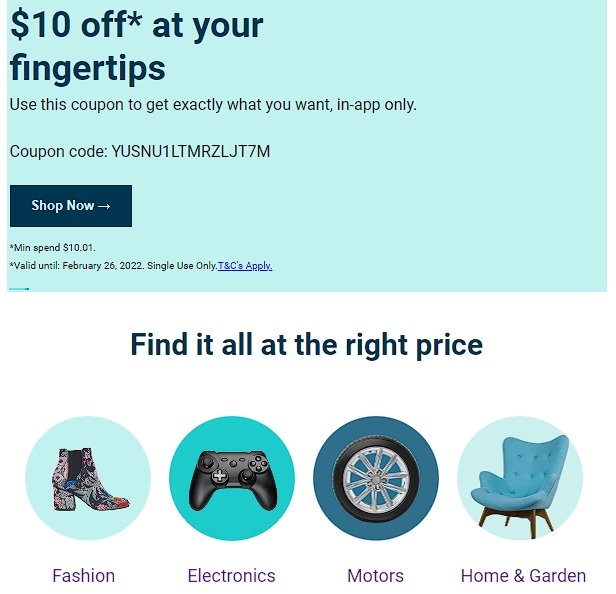 $10 off* at your
fingertips
Use this coupon to get exactly what you want, in-app only.
Coupon code: YUSNU1LTMRZLJT7M
Shop Now →
*Min spend $10.01.
*Valid until: February 26, 2022. Single Use Only.T&C's Apply.
Find it all at the right price
Fashion
Electronics
Motors
Home & Garden